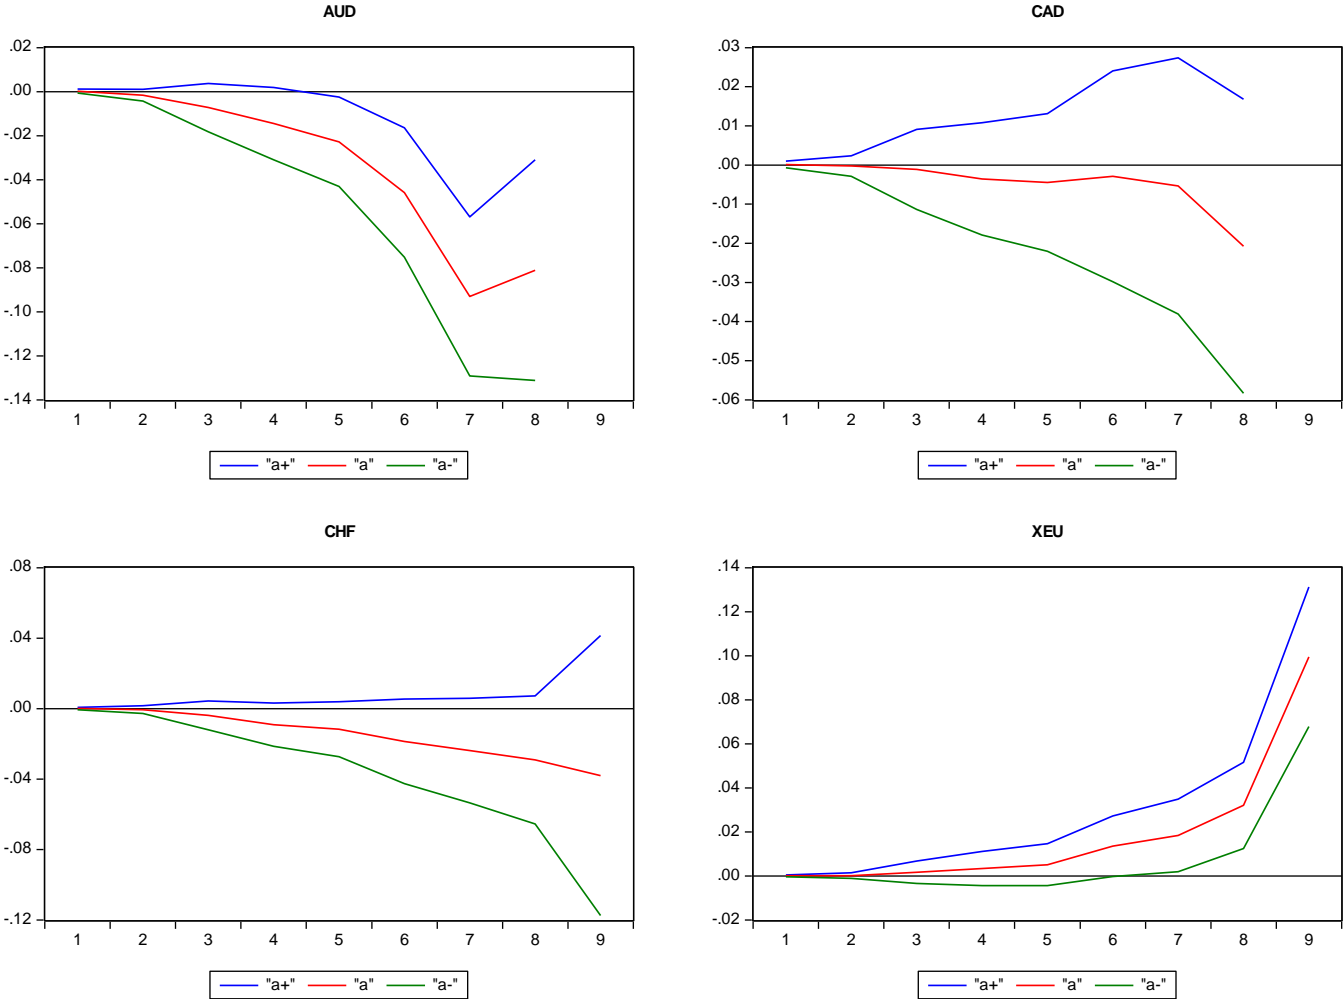 AUD
.02
.00
-.02
-.04
-.06
-.08
-.10
-.12
-.14
1 2 3 4 5 6 7 8 9
"a+" "a" "a-"
CAD
.03
.02
.01
.00
-.01
-.02
-.03
-.04
-.05
-.06
1 2 3 4 5 6 7 8 9
"a+" "a" "a-"
CHF
.08
.04
.00
-.04
-.08
-.12
1 2 3 4 5 6 7 8 9
"a+" "a" "a-"
XEU
.14
.12
.10
.08
.06
.04
.02
.00
-.02
1 2 3 4 5 6 7 8 9
"a+" "a" "a-"